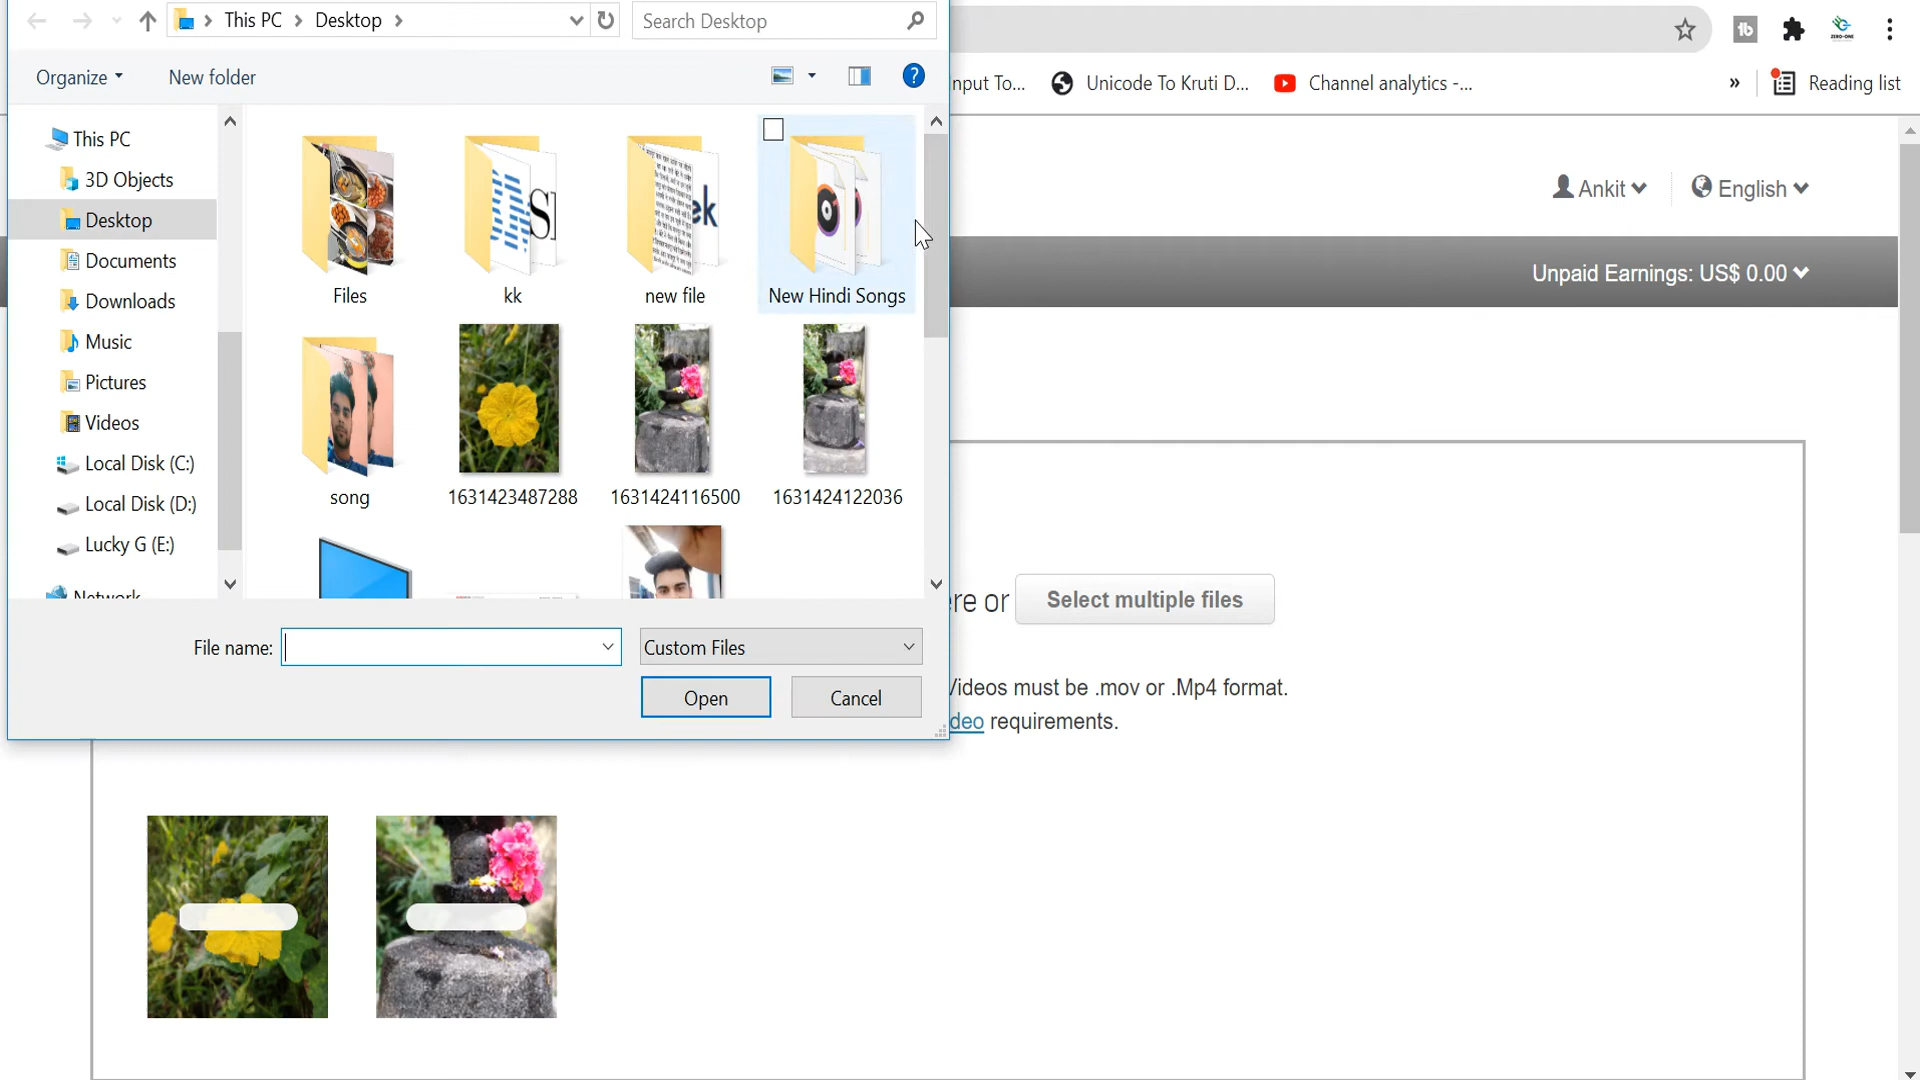 This PC
Desktop
Search Desktop
Organize
New folder
nput To...
Unicode To Kruti D...
Channel analytics -...
»
Reading list
ZERO-ONE
This PC
3D Objects
Desktop
Documents
Downloads
Music
Pictures
Videos
Local Disk (C:)
Local Disk (D:)
Lucky G (E:)
Network
Files
kk
new file
New Hindi Songs
song
1631423487288
1631424116500
1631424122036
File name:
Custom Files
Open
Cancel
Ankit
English
Unpaid Earnings: US$ 0.00
re or
Select multiple files
Videos must be .mov or .Mp4 format.
deo requirements.